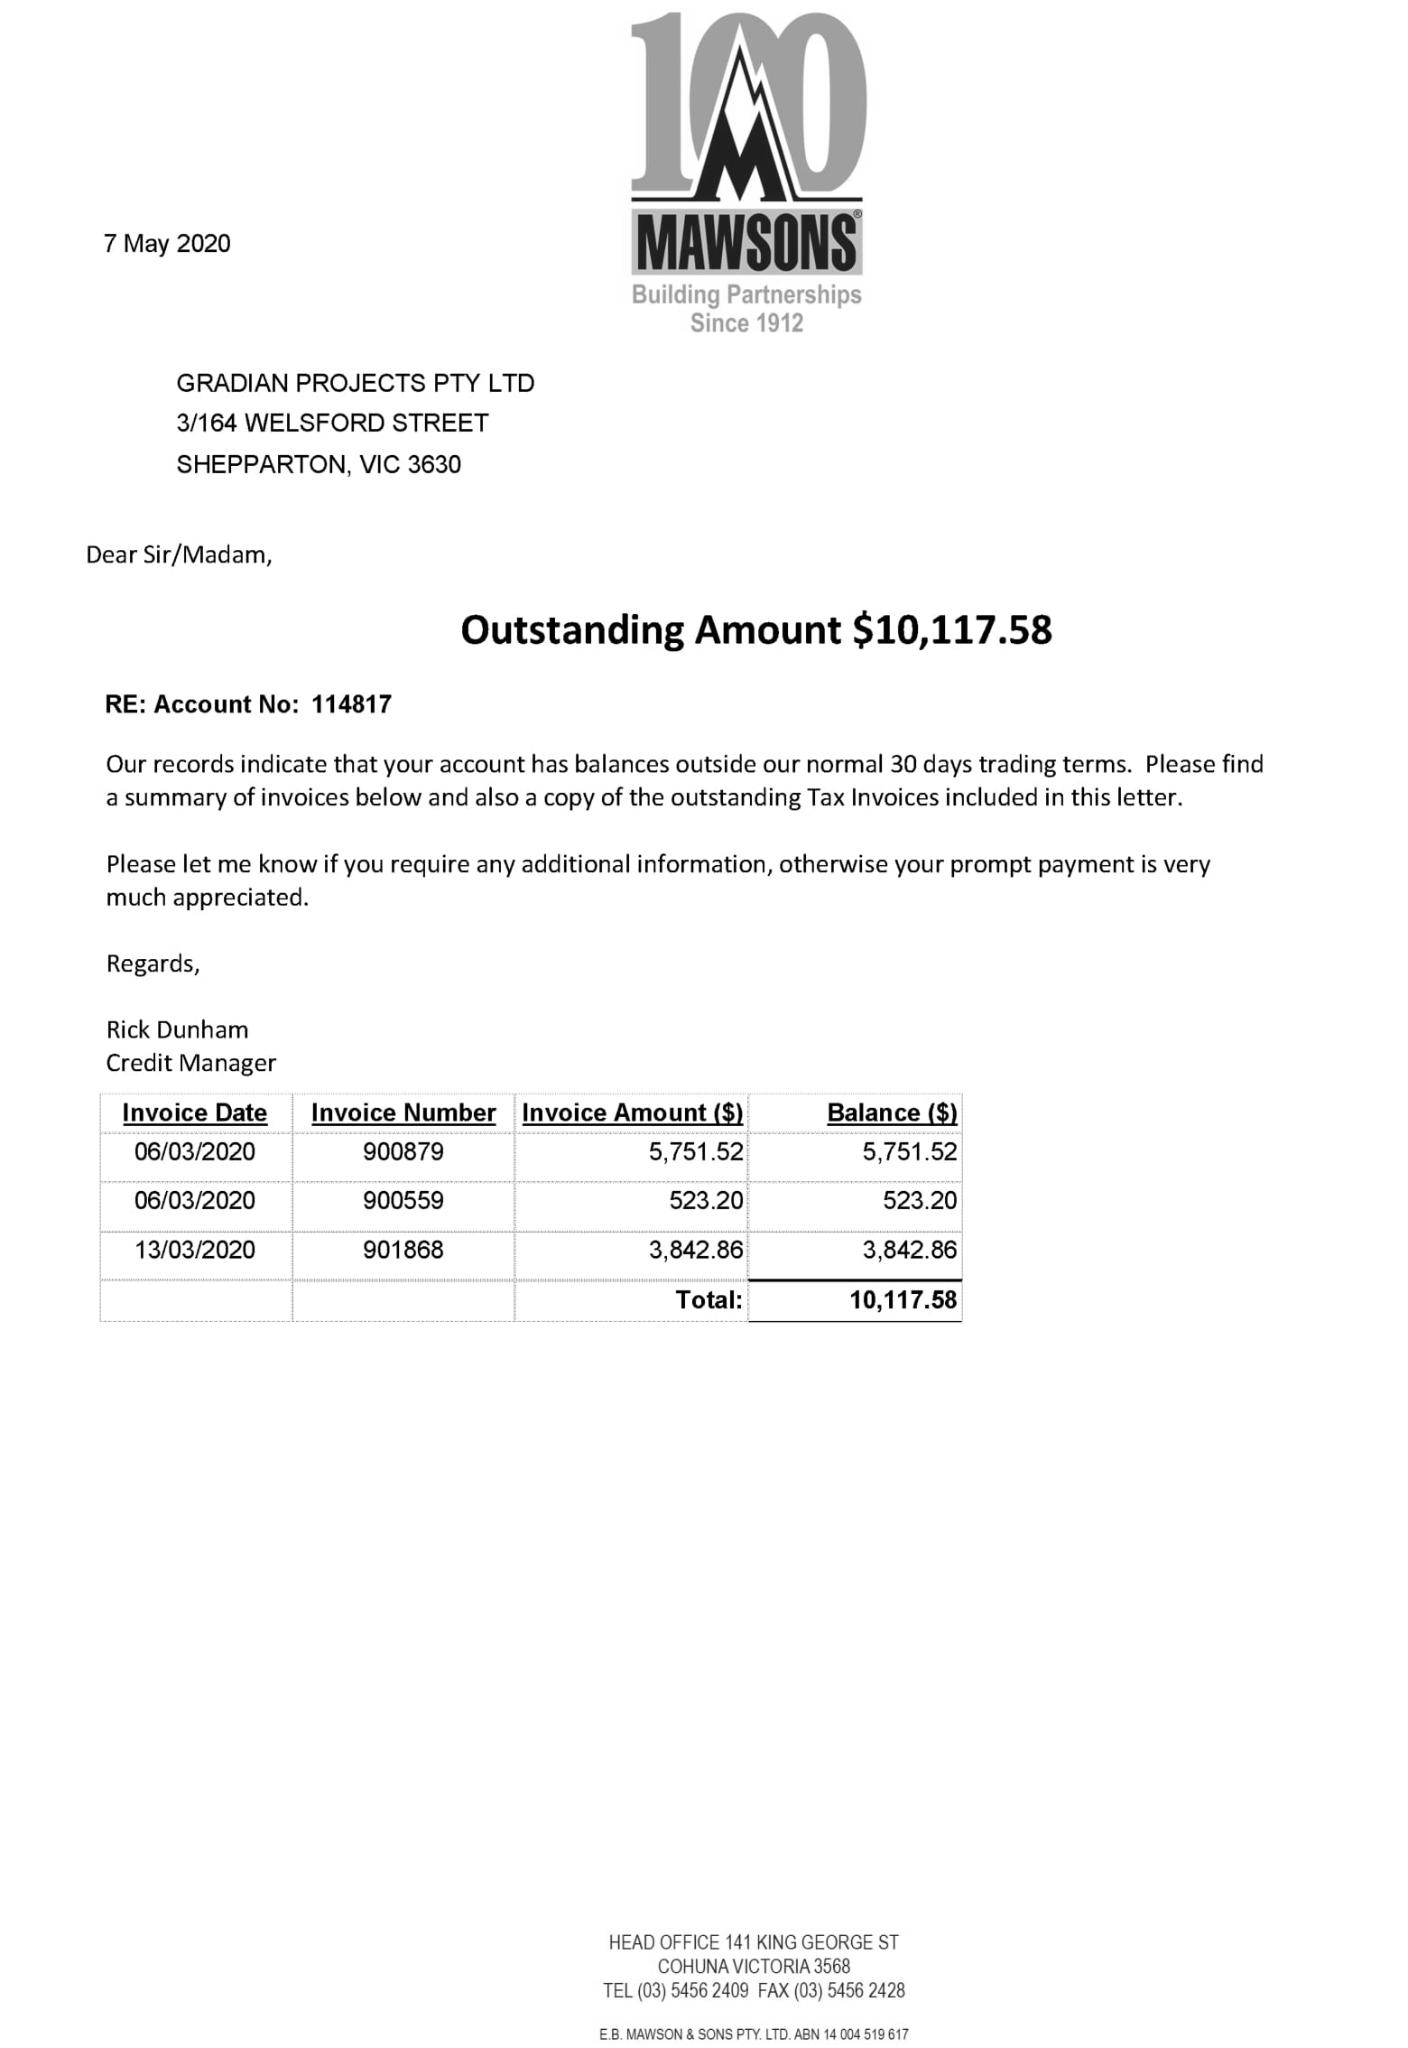 100
MAWSONS®
Building Partnerships
Since 1912
7 May 2020
GRADIAN PROJECTS PTY LTD
3/164 WELSFORD STREET
SHEPPARTON, VIC 3630
Dear Sir/Madam,
Outstanding Amount $10,117.58
RE: Account No: 114817
Our records indicate that your account has balances outside our normal 30 days trading terms. Please find
a summary of invoices below and also a copy of the outstanding Tax Invoices included in this letter.
Please let me know if you require any additional information, otherwise your prompt payment is very
much appreciated.
Regards,
Rick Dunham
Credit Manager
Invoice Date Invoice Number Invoice Amount ($) Balance ($)
06/03/2020 900879 5,751.52 5,751.52
06/03/2020 900559 523.20 523.20
13/03/2020 901868 3,842.86 3,842.86
Total: 10,117.58
HEAD OFFICE 141 KING GEORGE ST
COHUNA VICTORIA 3568
TEL (03) 5456 2409 FAX (03) 5456 2428
E.B. MAWSON & SONS PTY. LTD. ABN 14 004 519 617